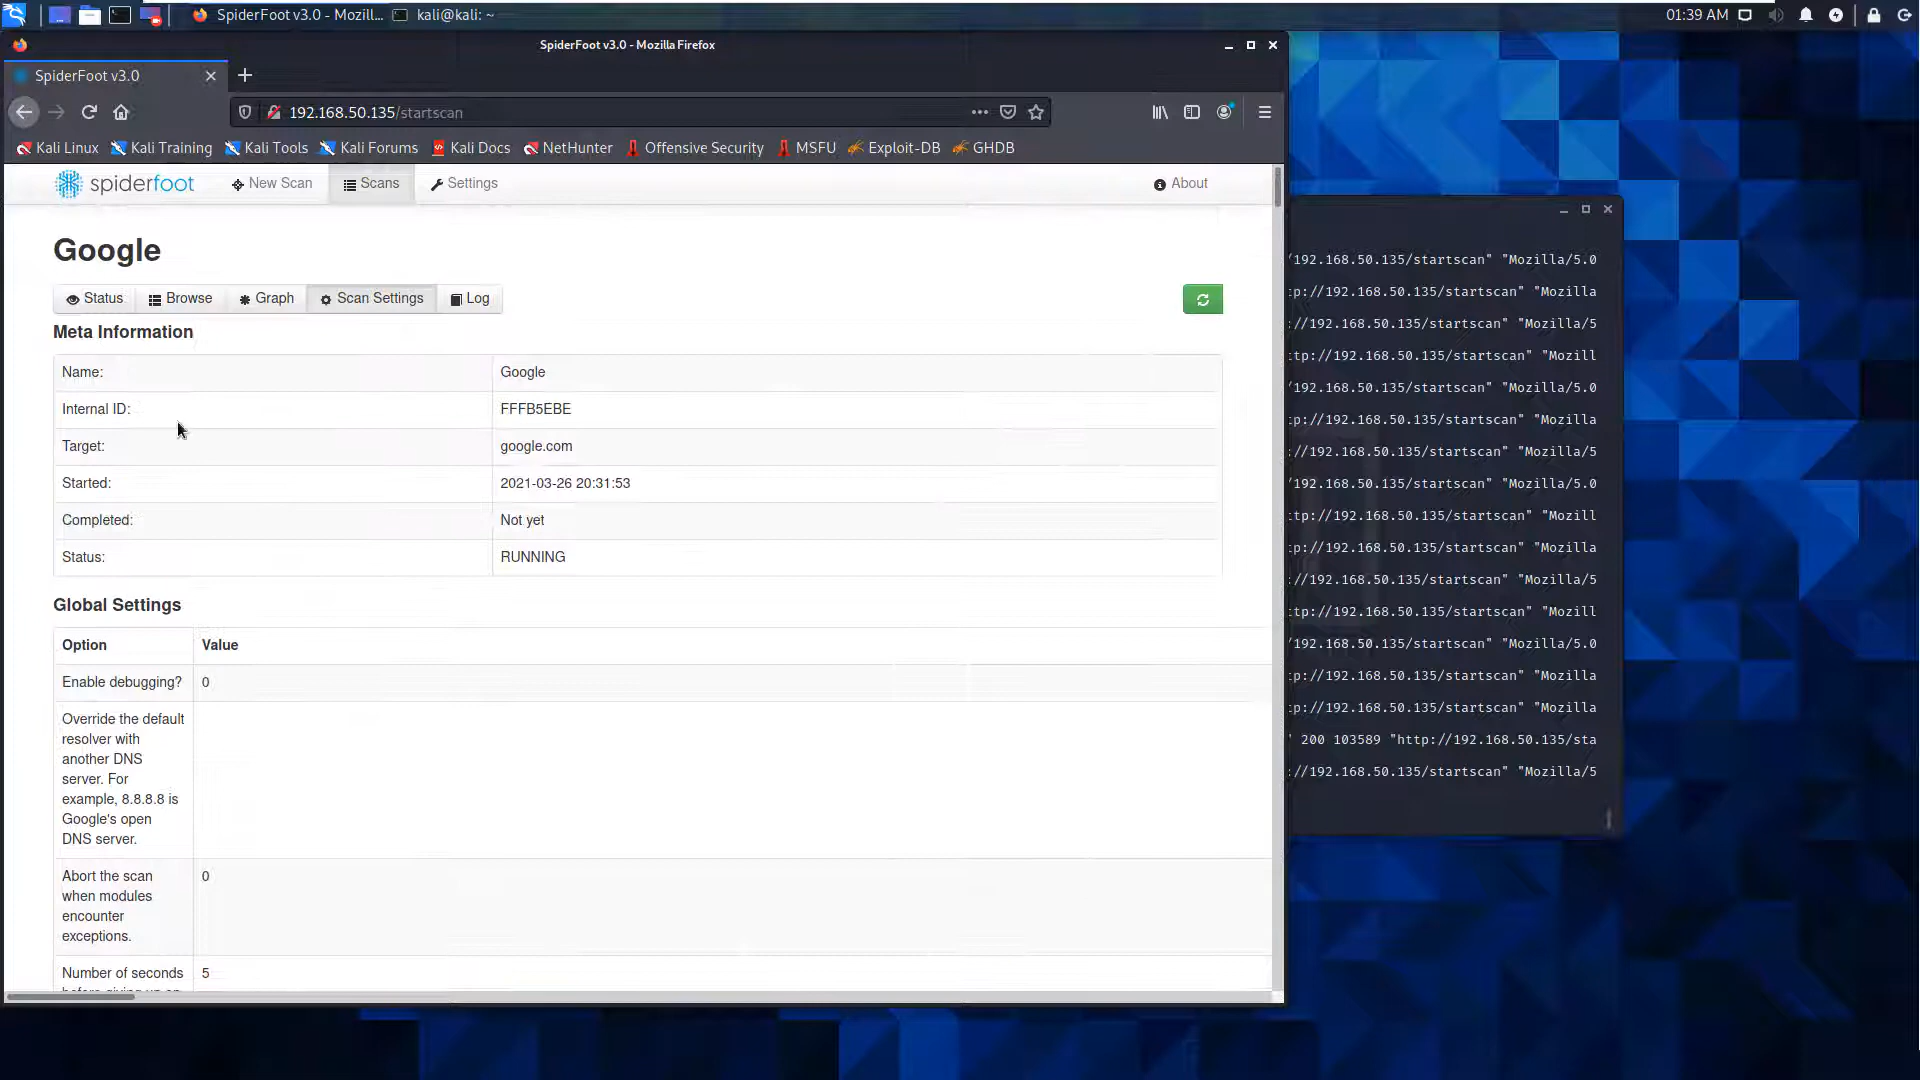 SpiderFoot v3.0 - Mozill...
kali@kali: ~
01:39 AM
SpiderFoot v3.0 - Mozilla Firefox
SpiderFoot v3.0
192.168.50.135/startscan
Kali Linux Kali Training Kali Tools Kali Forums Kali Docs NetHunter Offensive Security MSFU Exploit-DB GHDB
spiderfoot New Scan Scans Settings About
Google
Status Browse Graph Scan Settings Log
Meta Information
Name: Google
Internal ID: FFFB5EBE
Target: google.com
Started: 2021-03-26 20:31:53
Completed: Not yet
Status: RUNNING
Global Settings
Option Value
Enable debugging? 0
Override the default
resolver with
another DNS
server. For
example, 8.8.8.8 is
Google's open
DNS server.
Abort the scan 0
when modules
encounter
exceptions.
Number of seconds 5
/192.168.50.135/startscan" "Mozilla/5.0
tp://192.168.50.135/startscan" "Mozilla
://192.168.50.135/startscan" "Mozilla/5
ttp://192.168.50.135/startscan" "Mozill
/192.168.50.135/startscan" "Mozilla/5.0
tp://192.168.50.135/startscan" "Mozilla
://192.168.50.135/startscan" "Mozilla/5
/192.168.50.135/startscan" "Mozilla/5.0
ttp://192.168.50.135/startscan" "Mozill
tp://192.168.50.135/startscan" "Mozilla
://192.168.50.135/startscan" "Mozilla/5
ttp://192.168.50.135/startscan" "Mozill
/192.168.50.135/startscan" "Mozilla/5.0
tp://192.168.50.135/startscan" "Mozilla
tp://192.168.50.135/startscan" "Mozilla
" 200 103589 "http://192.168.50.135/sta
://192.168.50.135/startscan" "Mozilla/5